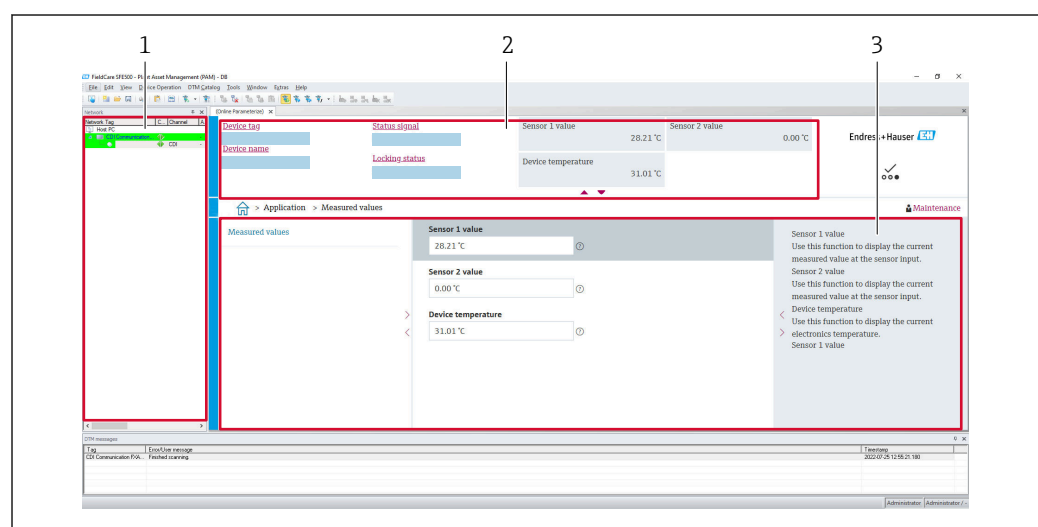 1 2 3
FieldCare SFE500 - Plant Asset Management (PAM) - DB
File Edit View Device Operation DTM Catalog Tools Window Extras Help
Network
(Online Parameterize)
Network Tag C... Channel A
Host PC
CDI Communication...
CDI
Device tag
Device name
Status signal
Locking status
Sensor 1 value
28.21 °C
Sensor 2 value
0.00 °C
Device temperature
31.01 °C
Endress+Hauser EH
> Application > Measured values
Maintenance
Measured values
Sensor 1 value
28.21 °C
Sensor 2 value
0.00 °C
Device temperature
31.01 °C
Sensor 1 value
Use this function to display the current
measured value at the sensor input.
Sensor 2 value
Use this function to display the current
measured value at the sensor input.
Device temperature
Use this function to display the current
electronics temperature.
Sensor 1 value
DTM messages
Tag Error/User message Timestamp
CDI Communication FXA... Finished scanning 2022-07-25 12:55:21.180
Administrator Administrator / -